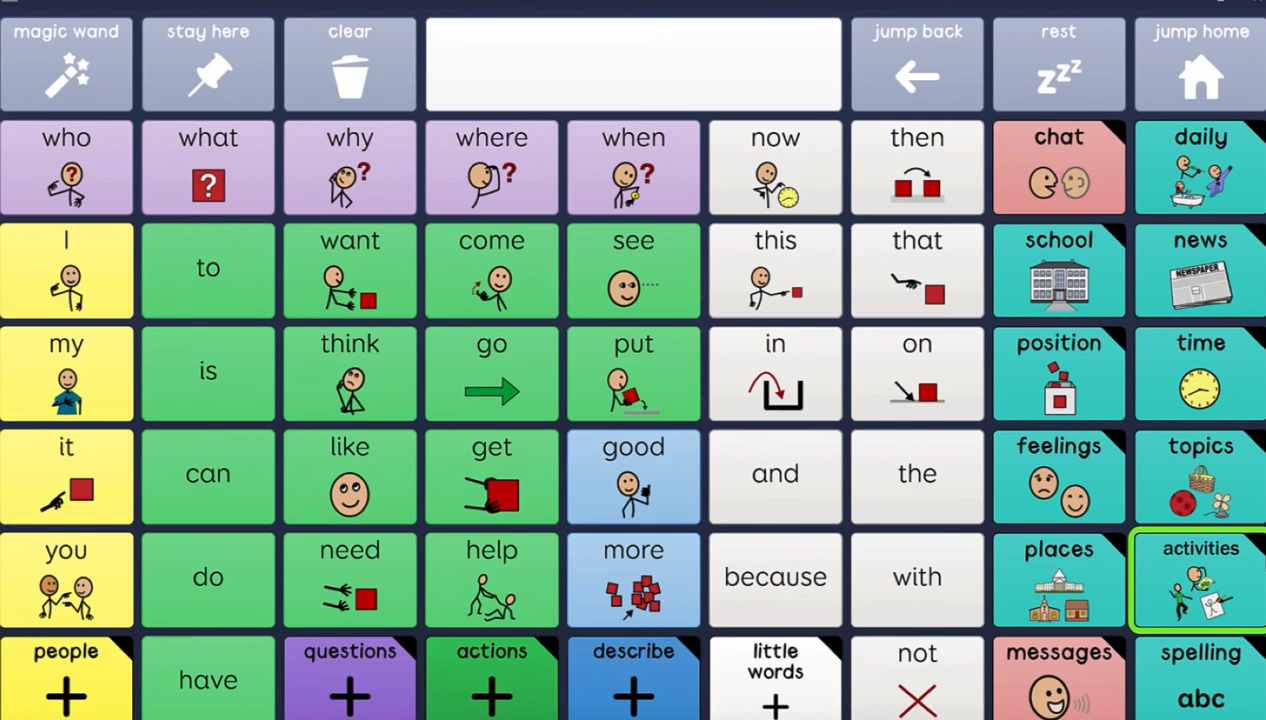 magic wand
stay here
clear
jump back
rest
zzz
jump home
who
?
what
?
why
?
where
?
when
?
now
then
chat
daily
I
to
want
come
see
this
that
school
news
NEWSPAPER
my
is
think
go
put
in
on
position
time
it
can
like
get
good
and
the
feelings
topics
you
do
need
help
more
because
with
places
activities
people
+
have
questions
+
actions
+
describe
+
little
words
+
not
messages
spelling
abc